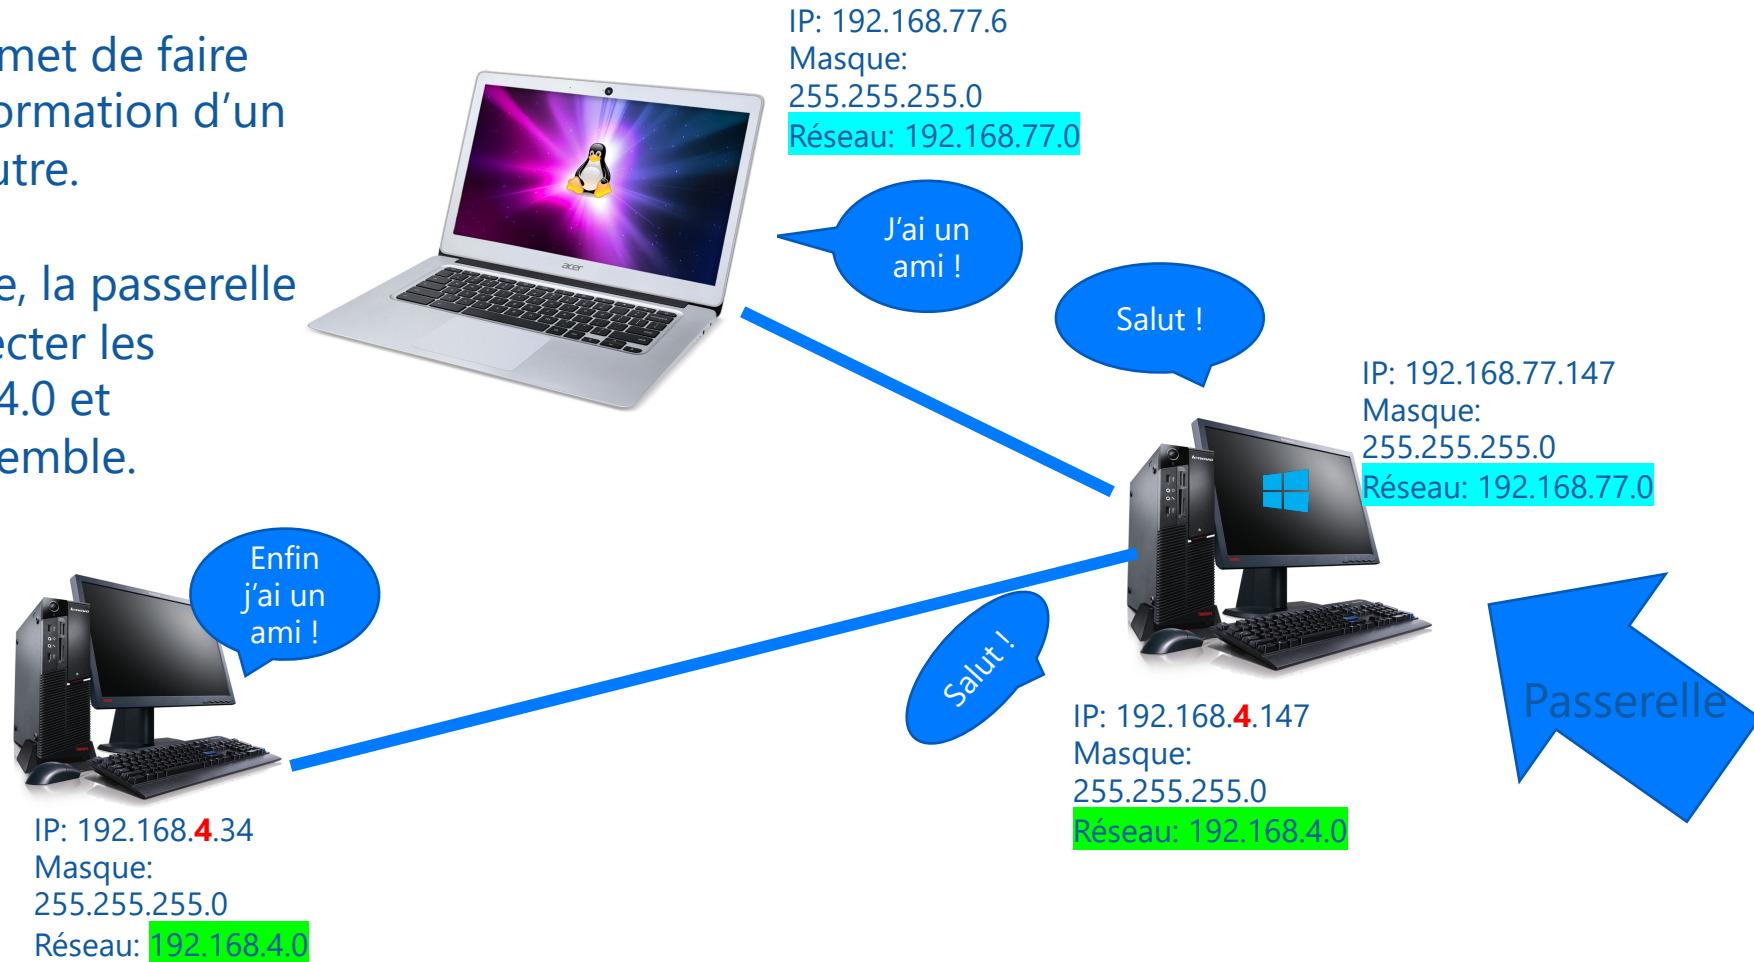 met de faire
ormation d'un
utre.
e, la passerelle
ecter les
4.0 et
emble.
IP: 192.168.77.6
Masque:
255.255.255.0
Réseau: 192.168.77.0
J'ai un
ami !
Salut !
IP: 192.168.77.147
Masque:
255.255.255.0
Réseau: 192.168.77.0
acer
Enfin
j'ai un
ami !
Salut !
Passerelle
IP: 192.168.4.147
Masque:
255.255.255.0
Réseau: 192.168.4.0
IP: 192.168.4.34
Masque:
255.255.255.0
Réseau: 192.168.4.0